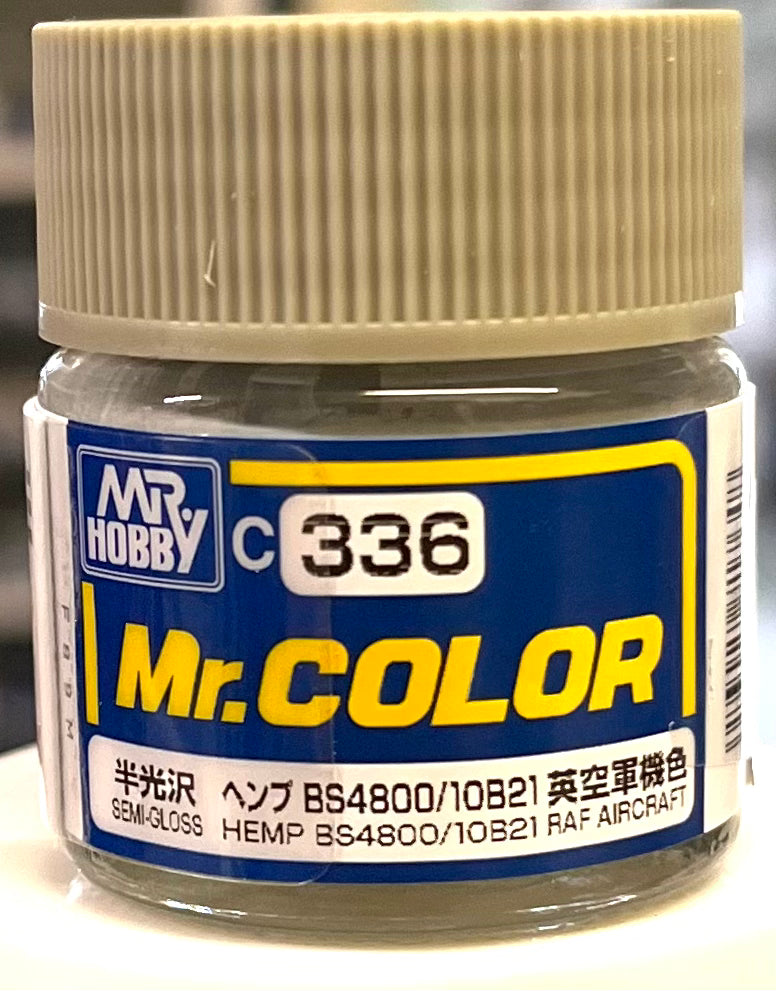 MR.
HOBBY
C 336
Mr.COLOR
半光沢 ヘンプ BS4800/10B21 英空軍機色
SEMI-GLOSS HEMP BS4800/10B21 RAF AIRCRAFT